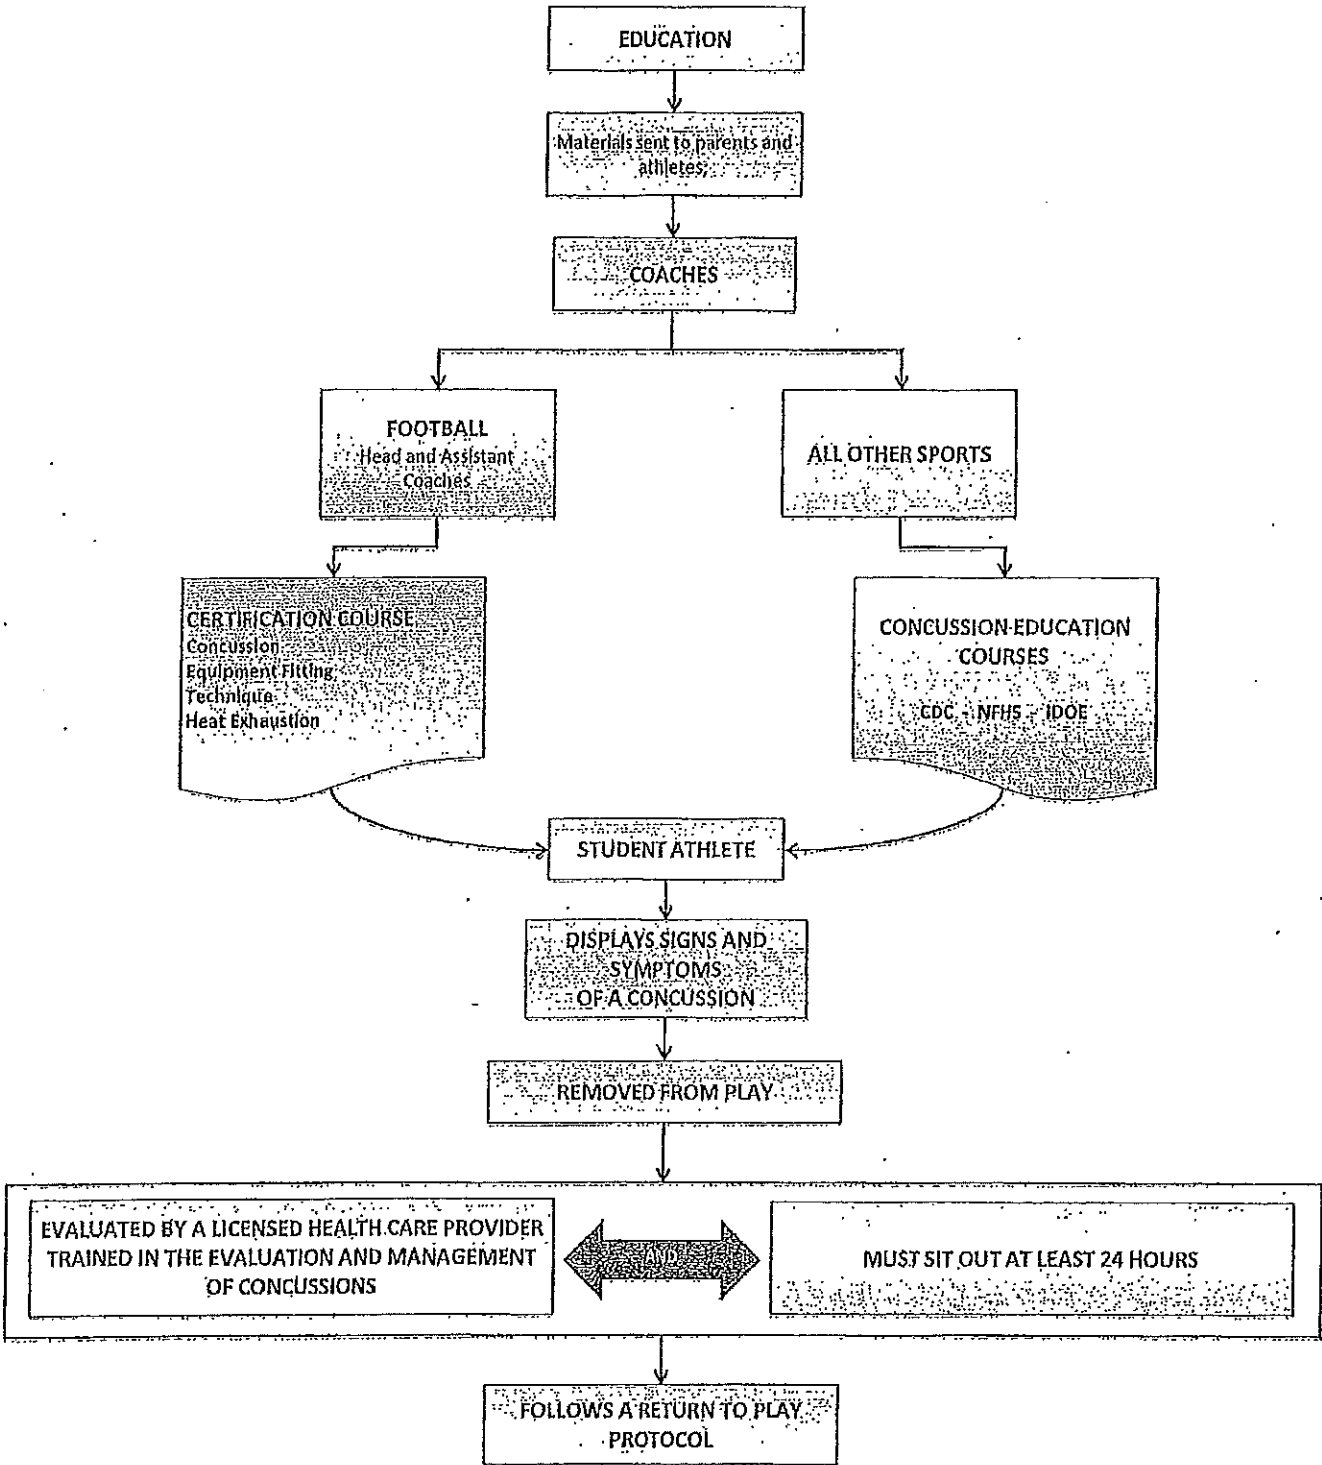 EDUCATION
Materials sent to parents and
athletes,
COACHES
FOOTBALL
Head and Assistant
Coaches
ALL OTHER SPORTS
CERTIFICATION COURSE
Concussion
Equipment Fitting
Technique
Heat Exhaustion
CONCUSSION EDUCATION
COURSES
CDC - NFHS - IDOE
STUDENT ATHLETE
DISPLAYS SIGNS AND
SYMPTOMS
OF A CONCUSSION
REMOVED FROM PLAY
EVALUATED BY A LICENSED HEALTH CARE PROVIDER
TRAINED IN THE EVALUATION AND MANAGEMENT
OF CONCUSSIONS
MUST SIT OUT AT LEAST 24 HOURS
FOLLOWS A RETURN TO PLAY
PROTOCOL